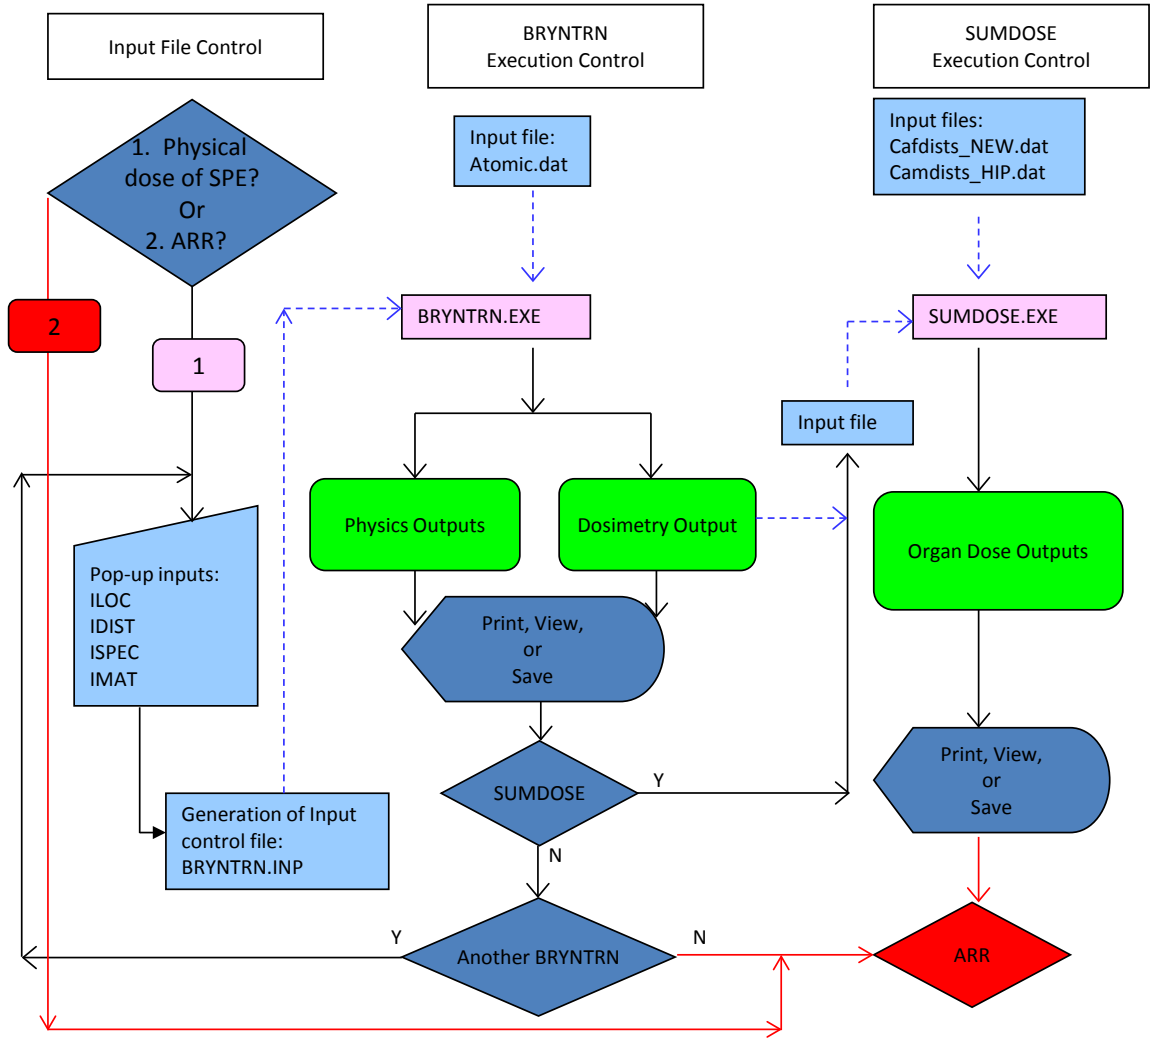 Input File Control
BRYNTRN
Execution Control
SUMDOSE
Execution Control
1. Physical
dose of SPE?
Or
2. ARR?
Input file:
Atomic.dat
Input files:
Cafdists_NEW.dat
Camdists_HIP.dat
2
1
BRYNTRN.EXE
SUMDOSE.EXE
Input file
Physics Outputs
Dosimetry Output
Organ Dose Outputs
Pop-up inputs:
ILOC
IDIST
ISPEC
IMAT
Print, View,
or
Save
Generation of Input
control file:
BRYNTRN.INP
SUMDOSE
Y
N
Print, View,
or
Save
Y
Another BRYNTRN
N
ARR